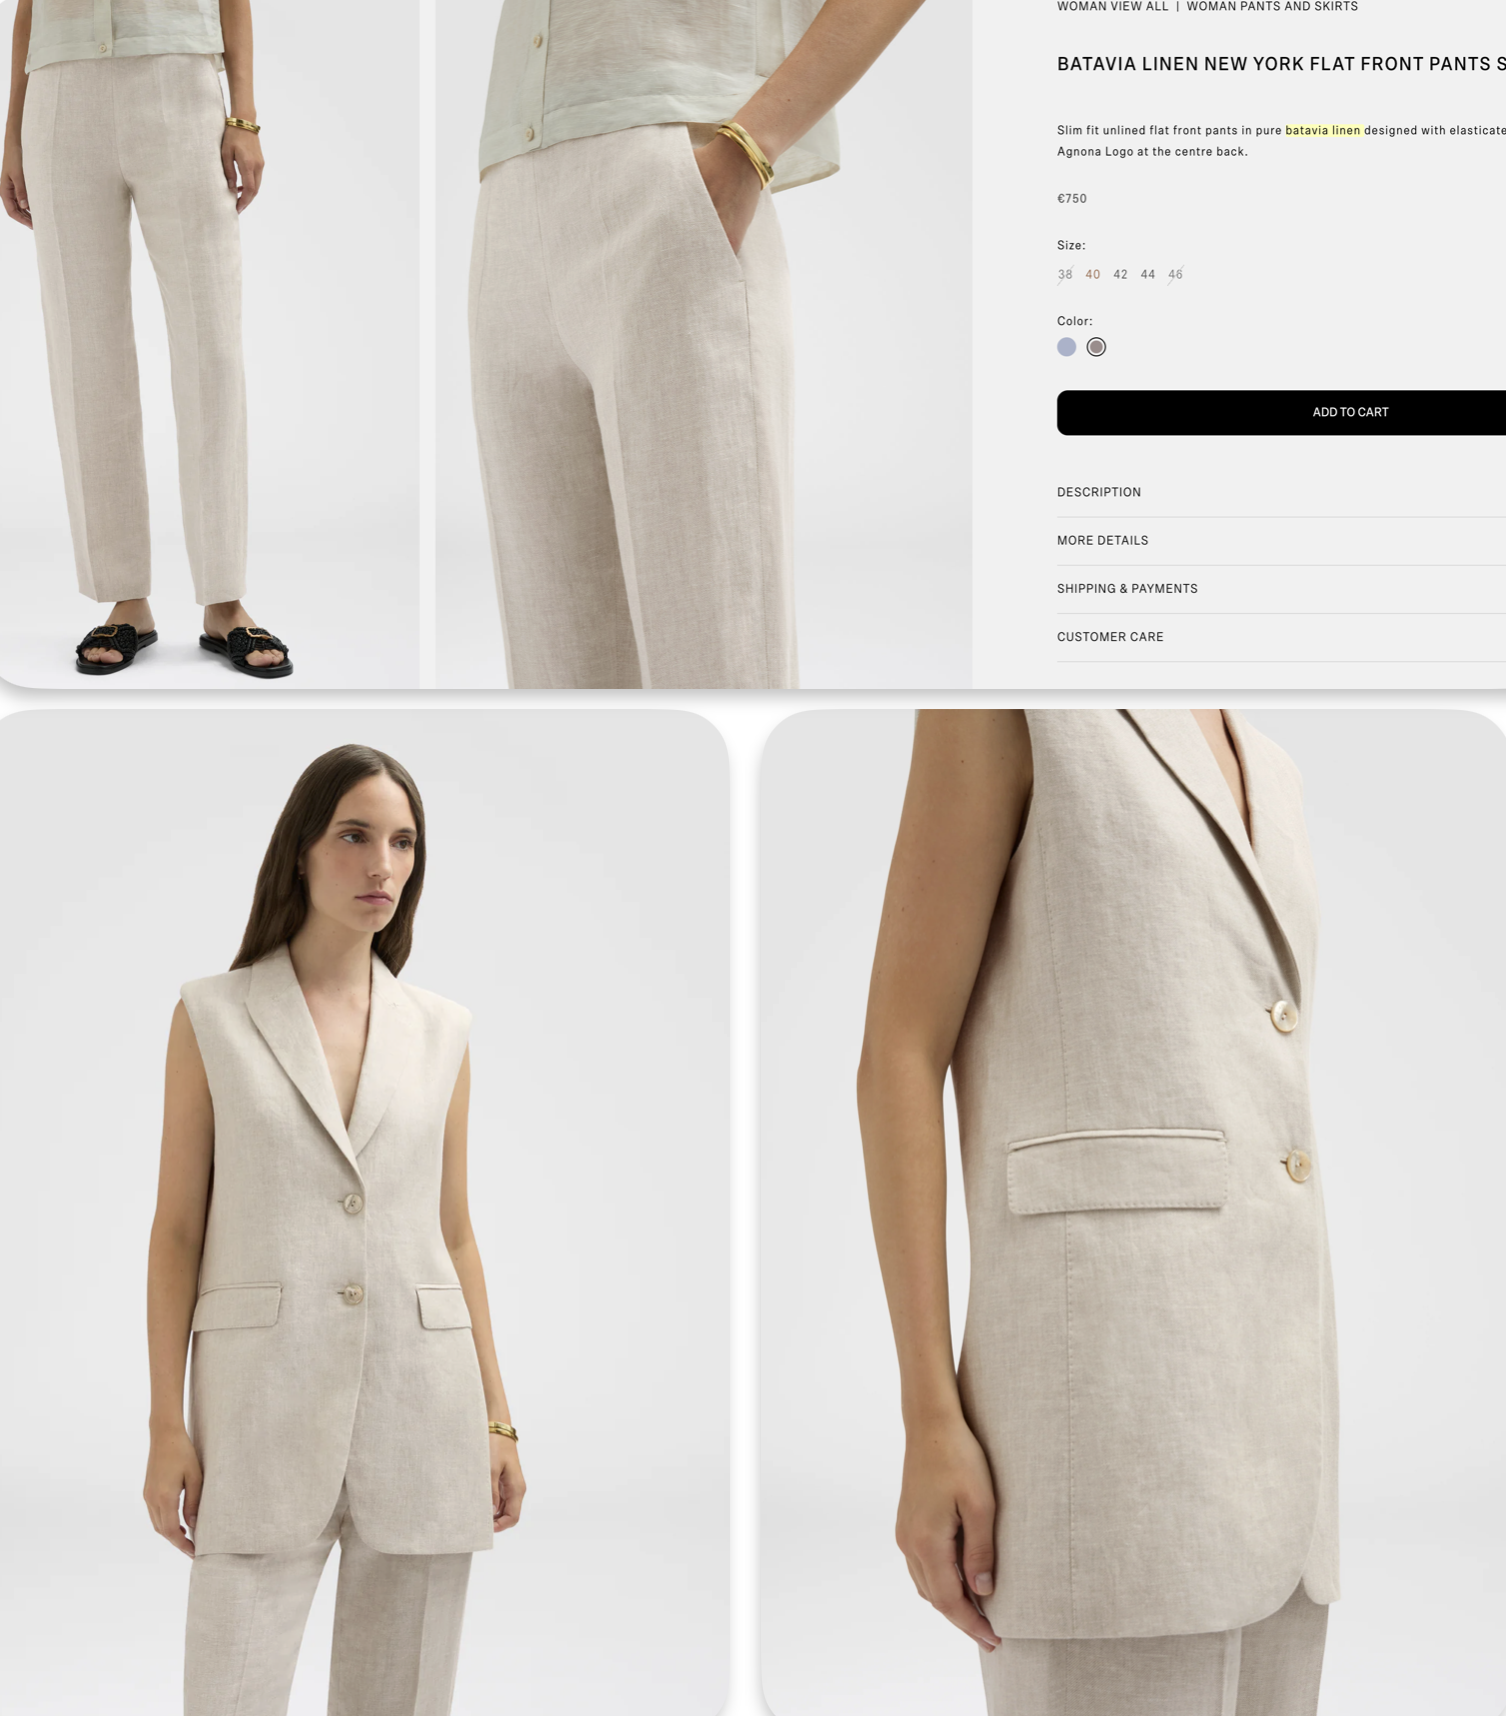 WOMAN VIEW ALL | WOMAN PANTS AND SKIRTS
BATAVIA LINEN NEW YORK FLAT FRONT PANTS S
Slim fit unlined flat front pants in pure batavia linen designed with elasticate
Agnona Logo at the centre back.
€750
Size:
38 40 42 44 46
Color:
ADD TO CART
DESCRIPTION
MORE DETAILS
SHIPPING & PAYMENTS
CUSTOMER CARE